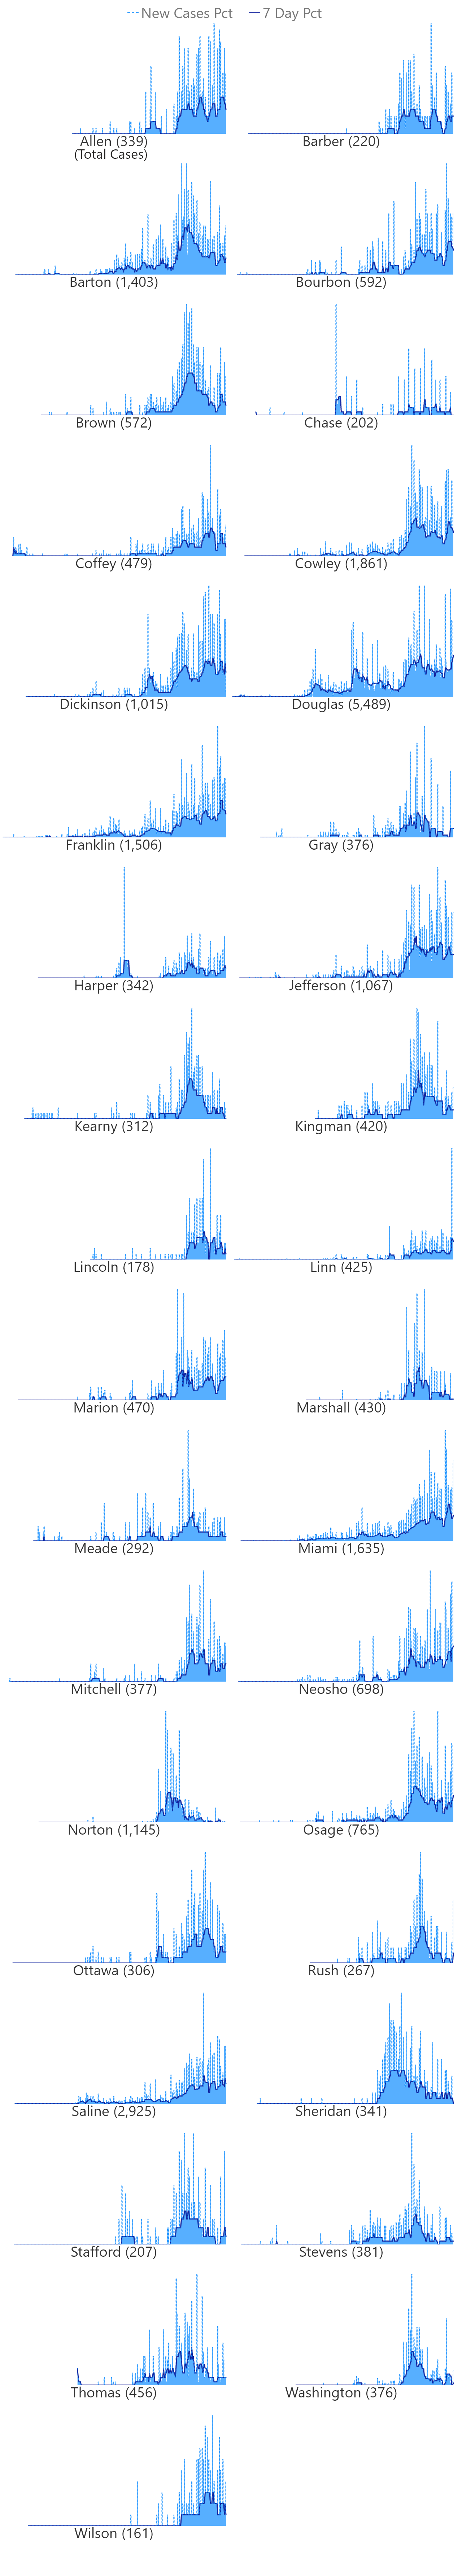 New Cases Pct 7 Day Pct
Allen (339) Barber (220)
(Total Cases)
Barton (1,403) Bourbon (592)
Brown (572) Chase (202)
Coffey (479) Cowley (1,861)
Dickinson (1,015) Douglas (5,489)
Franklin (1,506) Gray (376)
Harper (342) Jefferson (1,067)
Kearny (312) Kingman (420)
Lincoln (178) Linn (425)
Marion (470) Marshall (430)
Meade (292) Miami (1,635)
Mitchell (377) Neosho (698)
Norton (1,145) Osage (765)
Ottawa (306) Rush (267)
Saline (2,925) Sheridan (341)
Stafford (207) Stevens (381)
Thomas (456) Washington (376)
Wilson (161)